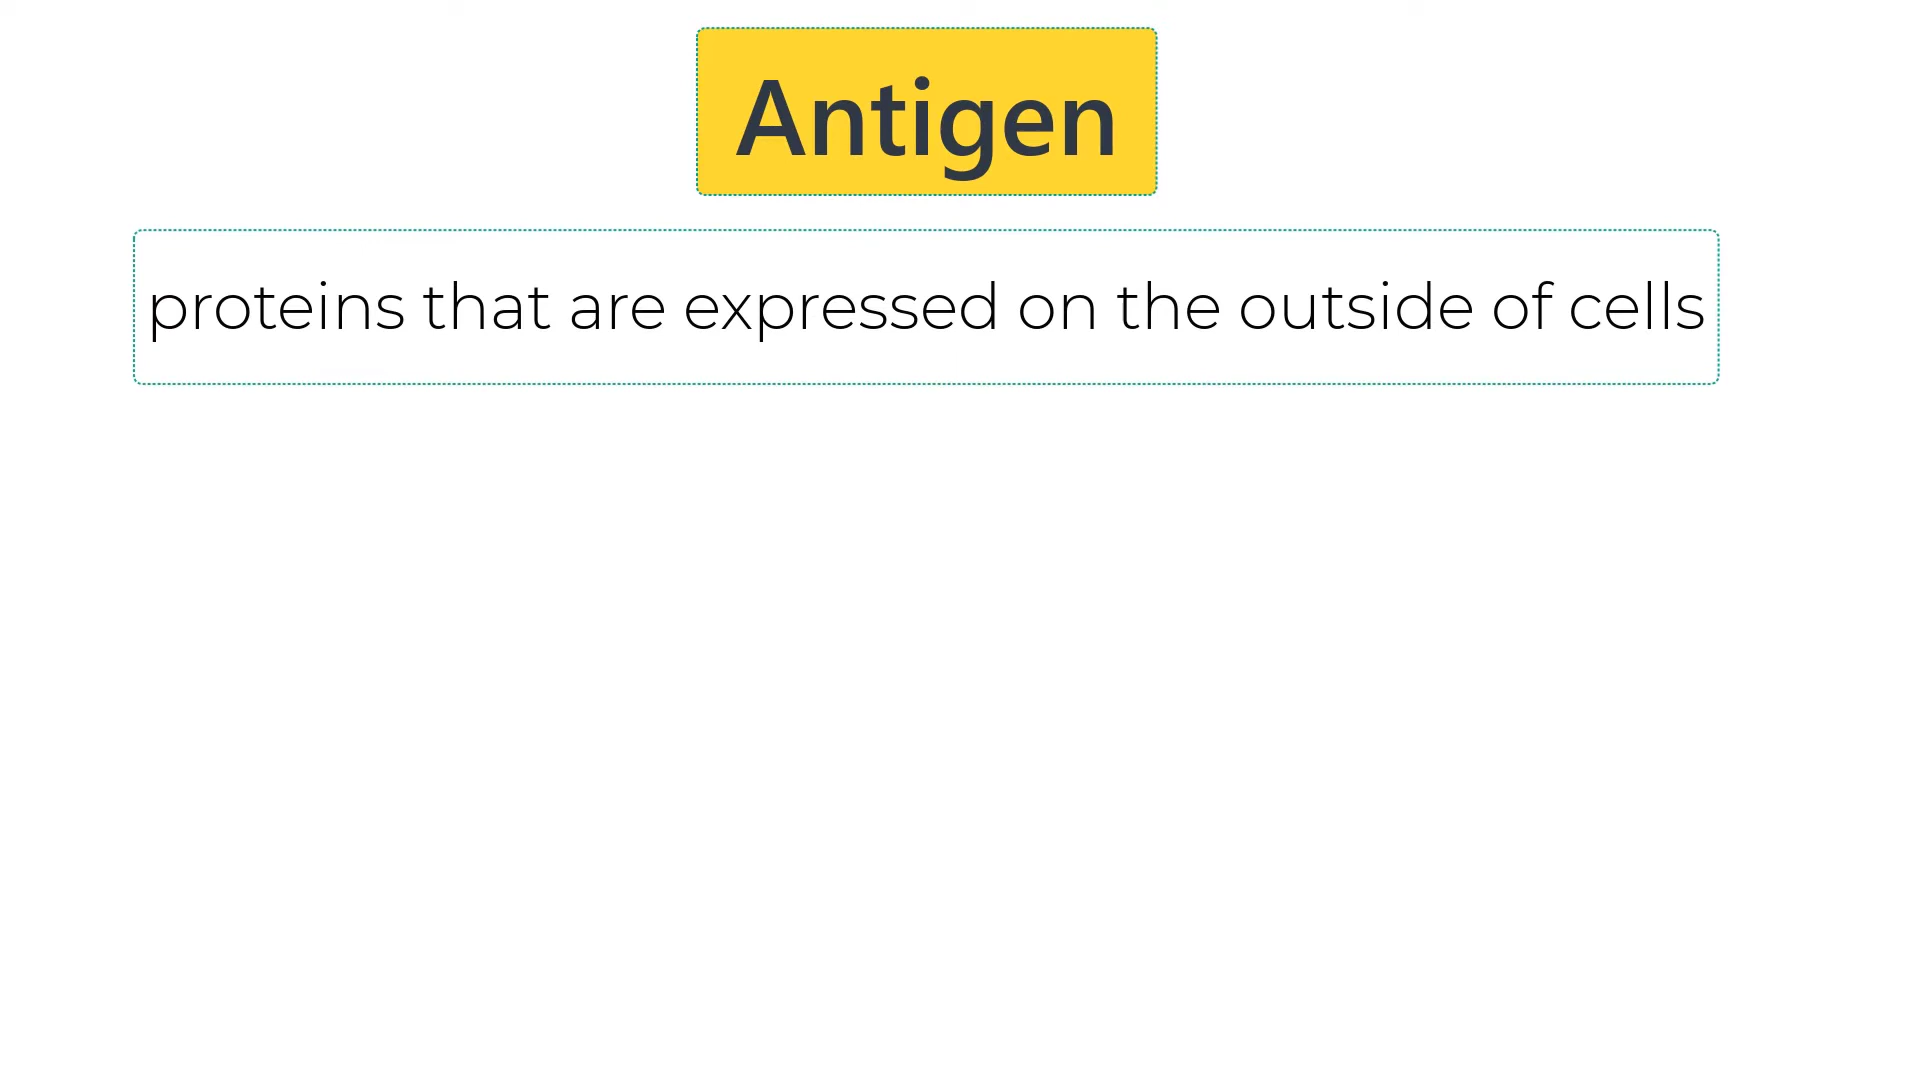 Antigen
proteins that are expressed on the outside of cells